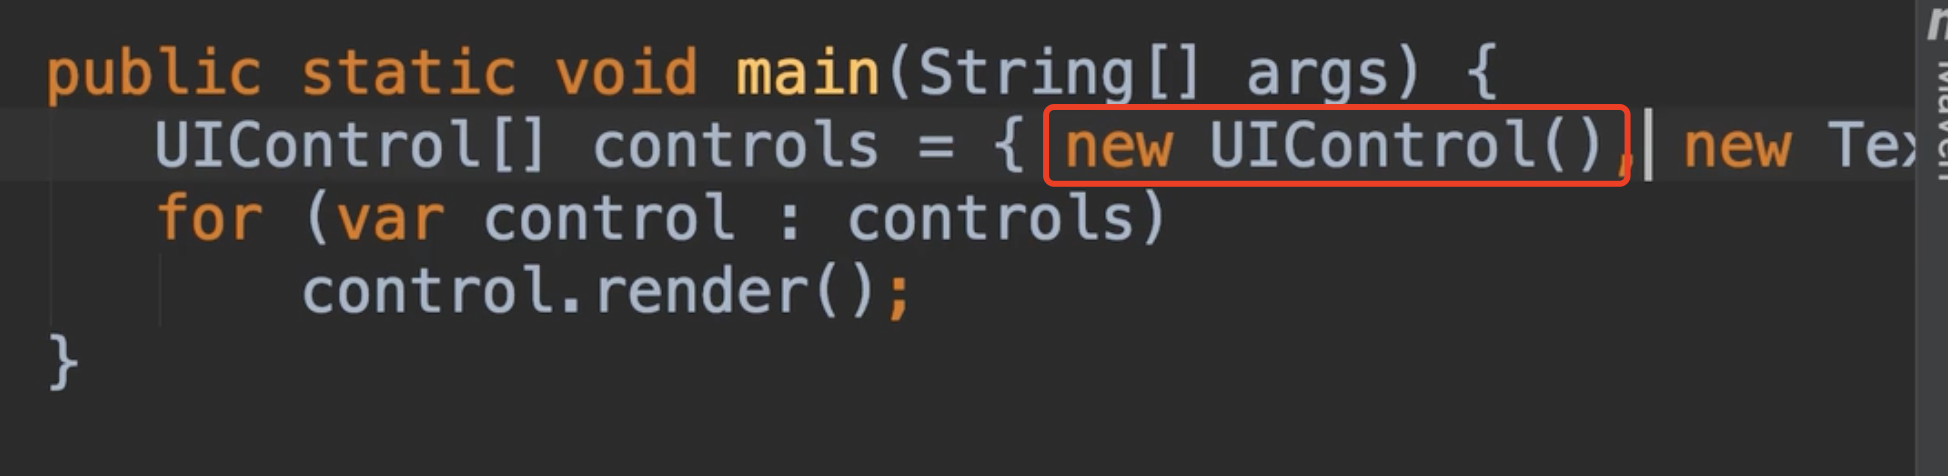 public static void main(String[] args) {
UIControl[] controls = { new UIControl(), new Tex
for (var control : controls)
control.render();
}
Maven